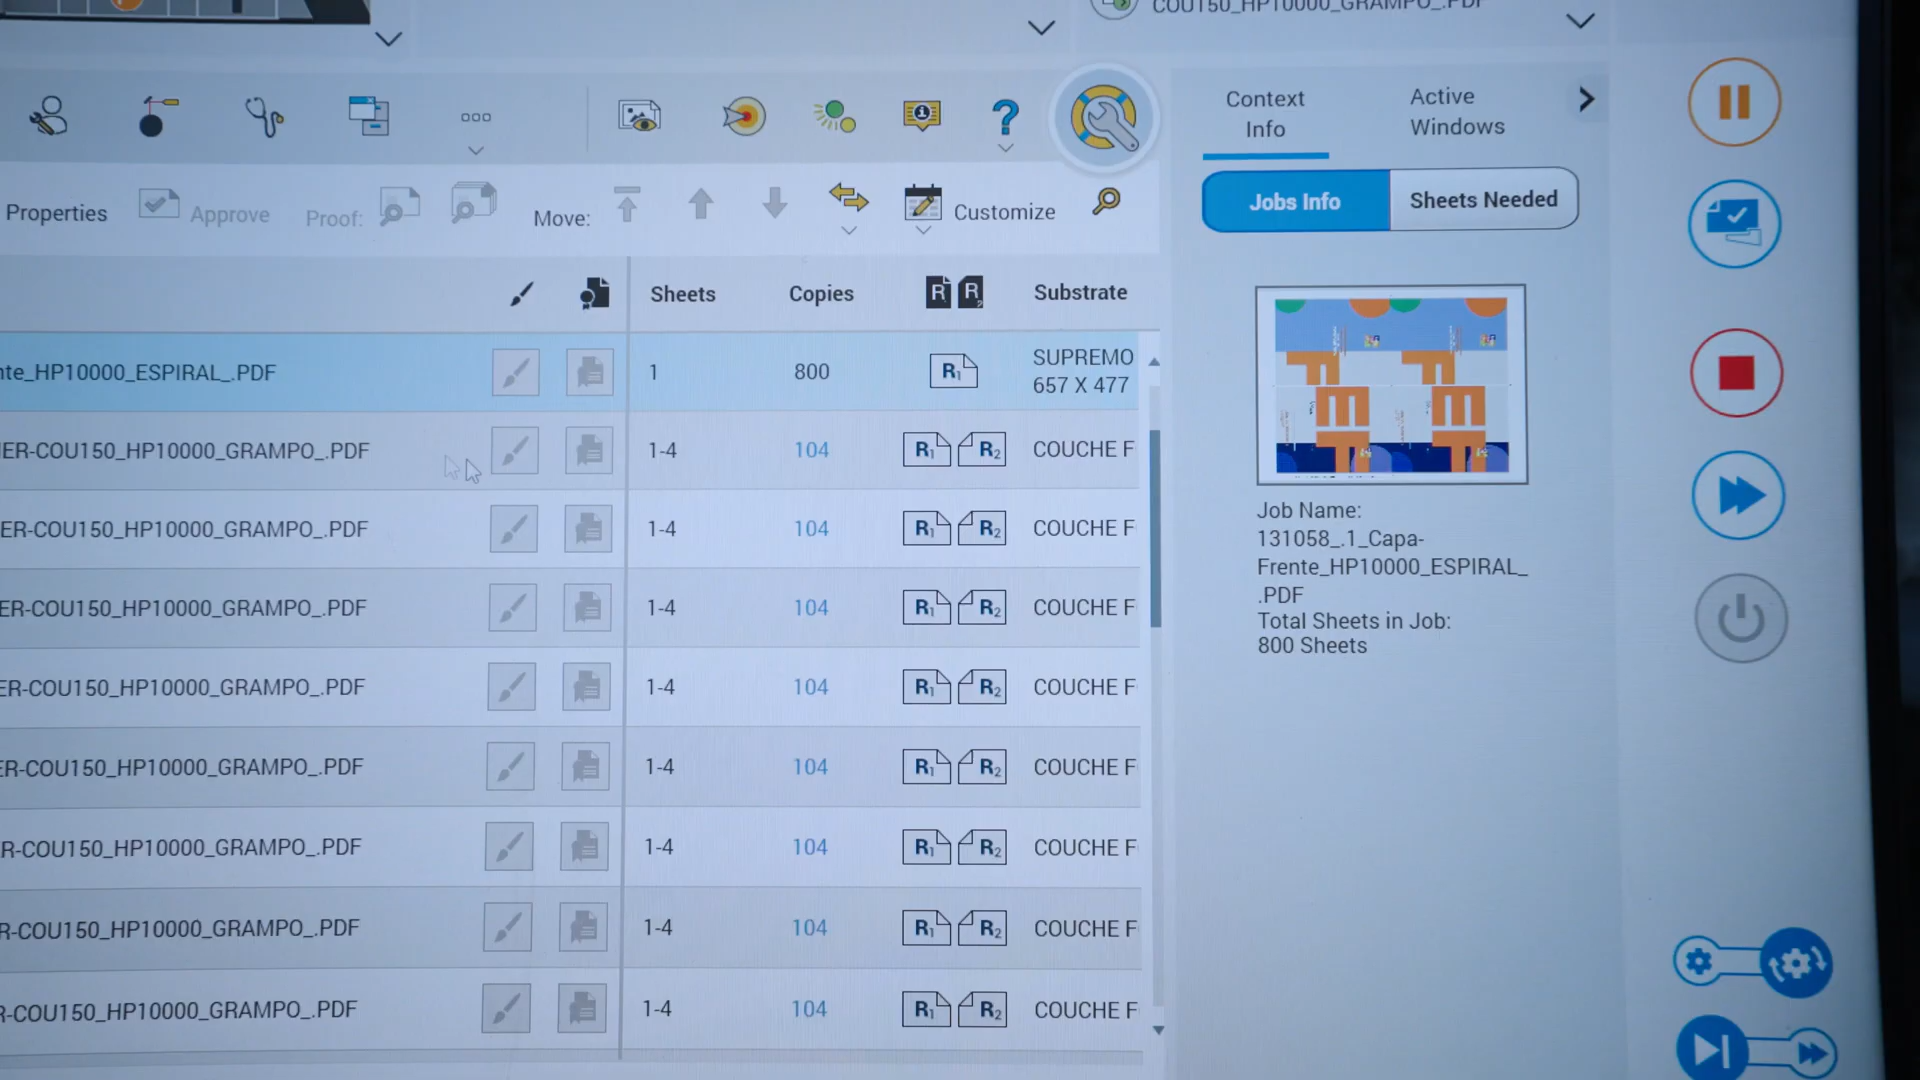 COU150_HP10000_GRAMPO_.PDF
Context
Info
Active
Windows
Properties
Approve
Proof:
Move:
Customize
Jobs Info
Sheets Needed
Sheets
Copies
R R2
Substrate
nte_HP10000_ESPIRAL_.PDF
1
800
R1
SUPREMO
657 X 477
IER-COU150_HP10000_GRAMPO_.PDF
1-4
104
R1 R2
COUCHE F
ER-COU150_HP10000_GRAMPO_.PDF
1-4
104
R1 R2
COUCHE F
ER-COU150_HP10000_GRAMPO_.PDF
1-4
104
R1 R2
COUCHE F
ER-COU150_HP10000_GRAMPO_.PDF
1-4
104
R1 R2
COUCHE F
ER-COU150_HP10000_GRAMPO_.PDF
1-4
104
R1 R2
COUCHE F
R-COU150_HP10000_GRAMPO_.PDF
1-4
104
R1 R2
COUCHE F
R-COU150_HP10000_GRAMPO_.PDF
1-4
104
R1 R2
COUCHE F
R-COU150_HP10000_GRAMPO_.PDF
1-4
104
R1 R2
COUCHE F
Job Name:
131058_.1_Capa-
Frente_HP10000_ESPIRAL_
.PDF
Total Sheets in Job:
800 Sheets